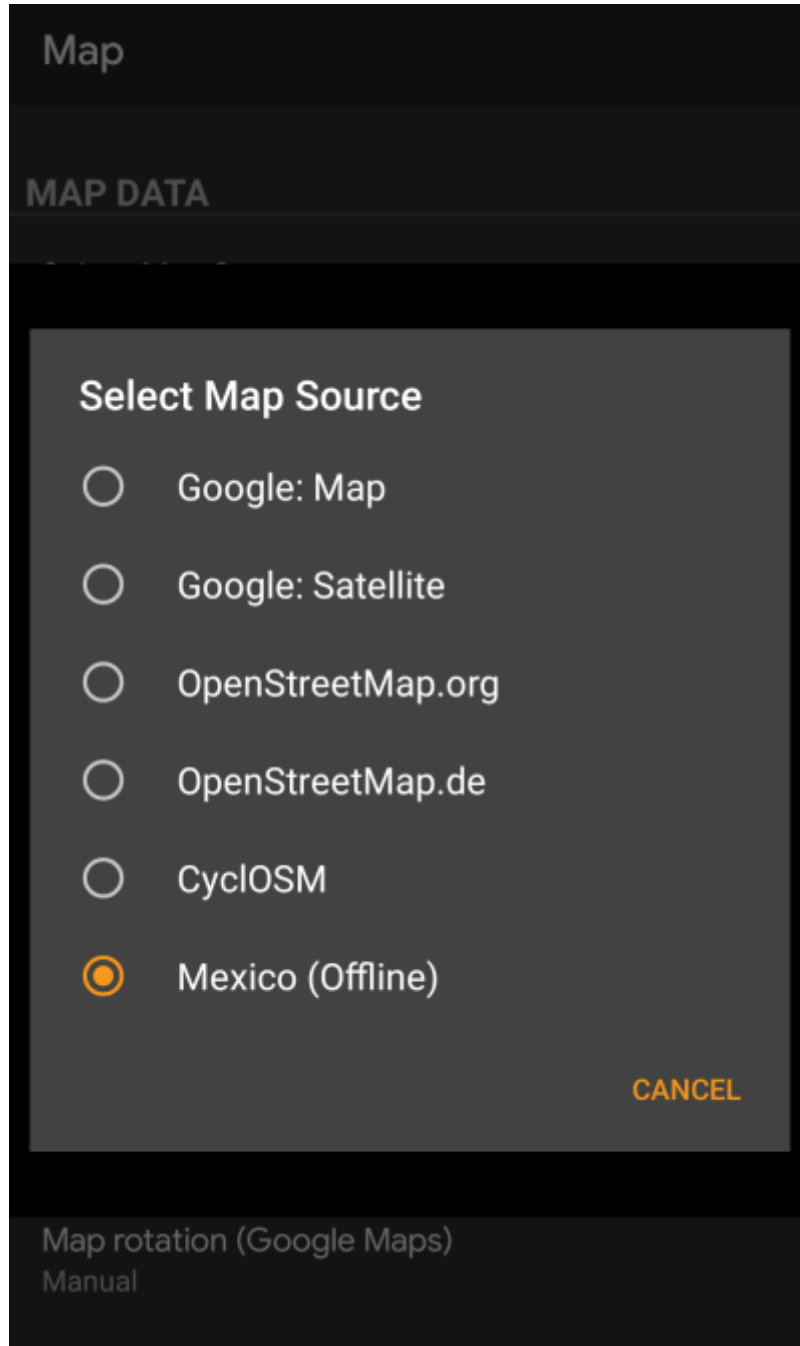 Map
MAP DATA
Select Map Source
Google: Map
Google: Satellite
OpenStreetMap.org
OpenStreetMap.de
CyclOSM
Mexico (Offline)
CANCEL
Map rotation (Google Maps)
Manual